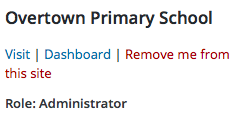 Overtown Primary School
Visit | Dashboard | Remove me from
this site
Role: Administrator